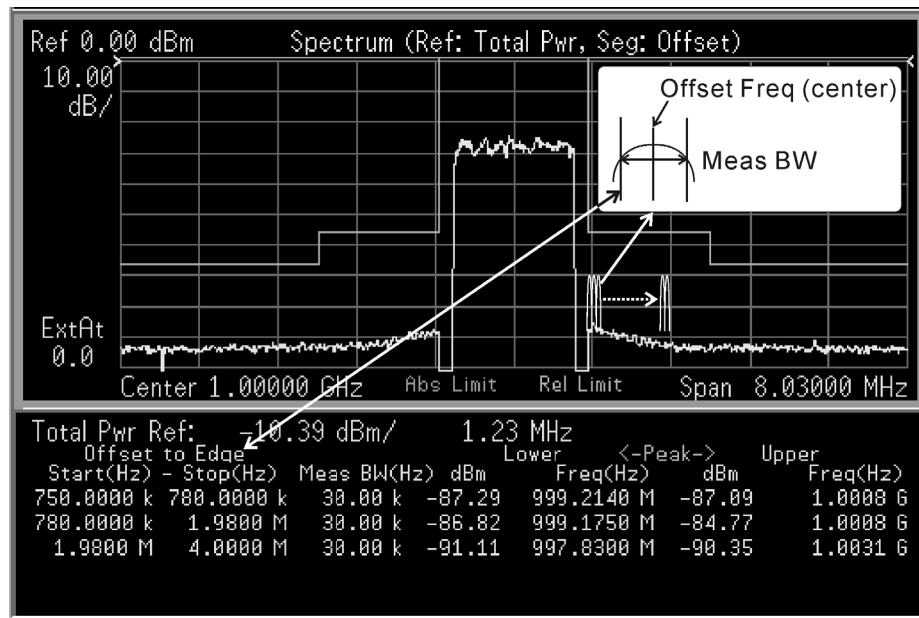 Ref 0.00 dBm Spectrum (Ref: Total Pwr, Seg: Offset)
10.00
dB/
Offset Freq (center)
Meas BW
ExtAt
0.0
Center 1.00000 GHz Abs Limit Rel Limit Span 8.03000 MHz
Total Pwr Ref: -10.39 dBm/ 1.23 MHz
Offset to Edge Lower <-Peak-> Upper
Start(Hz) - Stop(Hz) Meas BW(Hz) dBm Freq(Hz) dBm Freq(Hz)
750.0000 k 780.0000 k 30.00 k -87.29 999.2140 M -87.09 1.0008 G
780.0000 k 1.9800 M 30.00 k -86.82 999.1750 M -84.77 1.0008 G
1.9800 M 4.0000 M 30.00 k -91.11 997.8300 M -90.35 1.0031 G